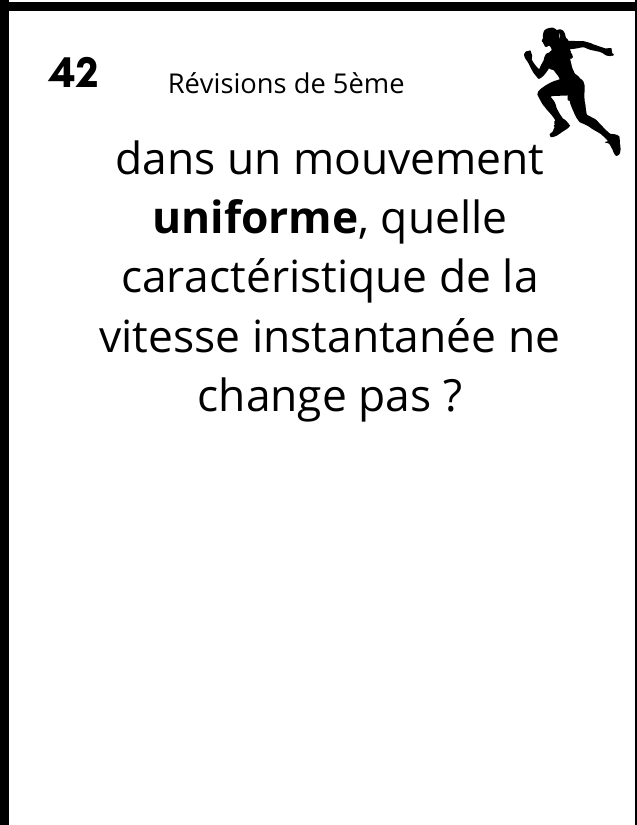 42
Révisions de 5ème
dans un mouvement
uniforme, quelle
caractéristique de la
vitesse instantanée ne
change pas ?